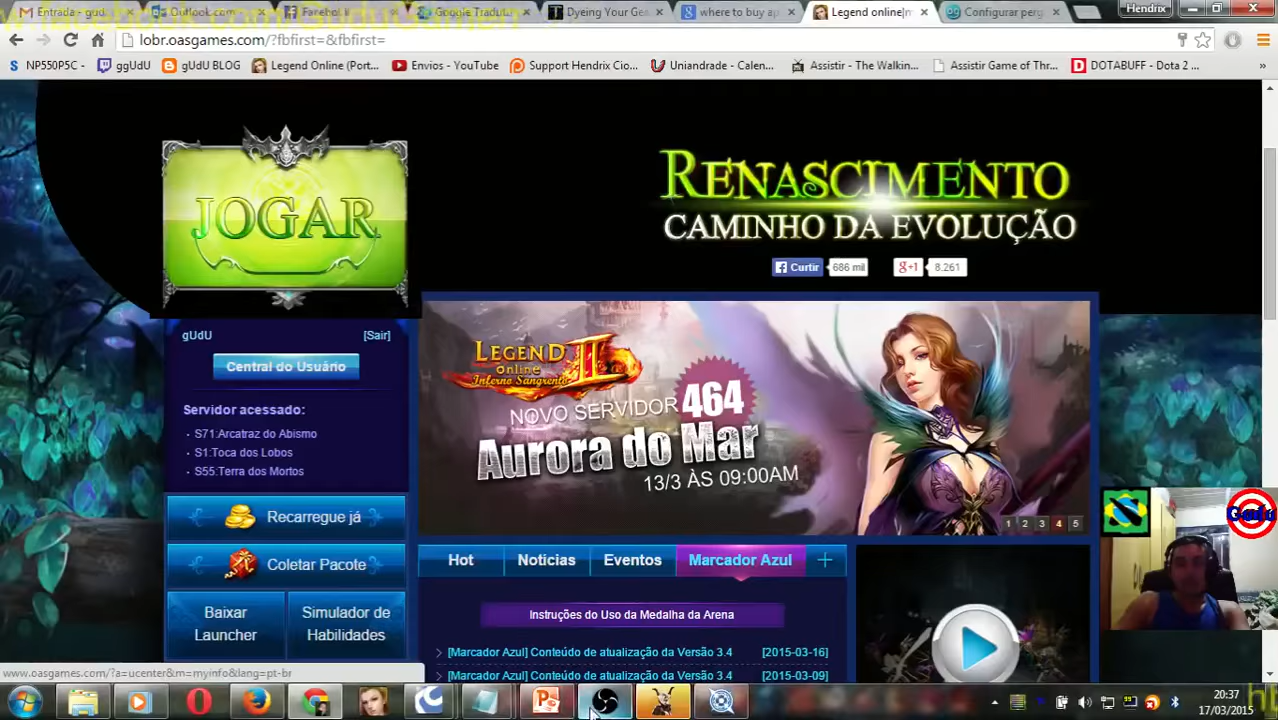 Entrada - gudu
Outlook.com
Facebook
Google Tradutor
Dyeing Your Ge
where to buy ap
Legend online|m
Configurar perg
Hendrix
lobr.oasgames.com/?fbfirst=&fbfirst=
NP550P5C -
ggUdU
gUdU BLOG
Legend Online (Port...
Envios - YouTube
Support Hendrix Cio...
Uniandrade - Calen...
Assistir - The Walkin...
Assistir Game of Thr...
DOTABUFF - Dota 2 ...
»
JOGAR
RENASCIMENTO
CAMINHO DA EVOLUÇÃO
Curtir 686 mil
g+1 8.261
gUdU [Sair]
Central do Usuário
Servidor acessado:
S71:Arcatraz do Abismo
S1:Toca dos Lobos
S55:Terra dos Mortos
Recarregue já
Coletar Pacote
Baixar Launcher
Simulador de Habilidades
LEGEND II
Online
Inferno Sangrento
NOVO SERVIDOR 464
Aurora do Mar
13/3 ÀS 09:00AM
1 2 3 4 5
Hot Notícias Eventos Marcador Azul +
Instruções do Uso da Medalha da Arena
[Marcador Azul] Conteúdo de atualização da Versão 3.4 [2015-03-16]
[Marcador Azul] Conteúdo de atualização da Versão 3.4 [2015-03-09]
Gudú
www.oasgames.com/?a=ucenter&m=myinfo&lang=pt-br
20:37
17/03/2015